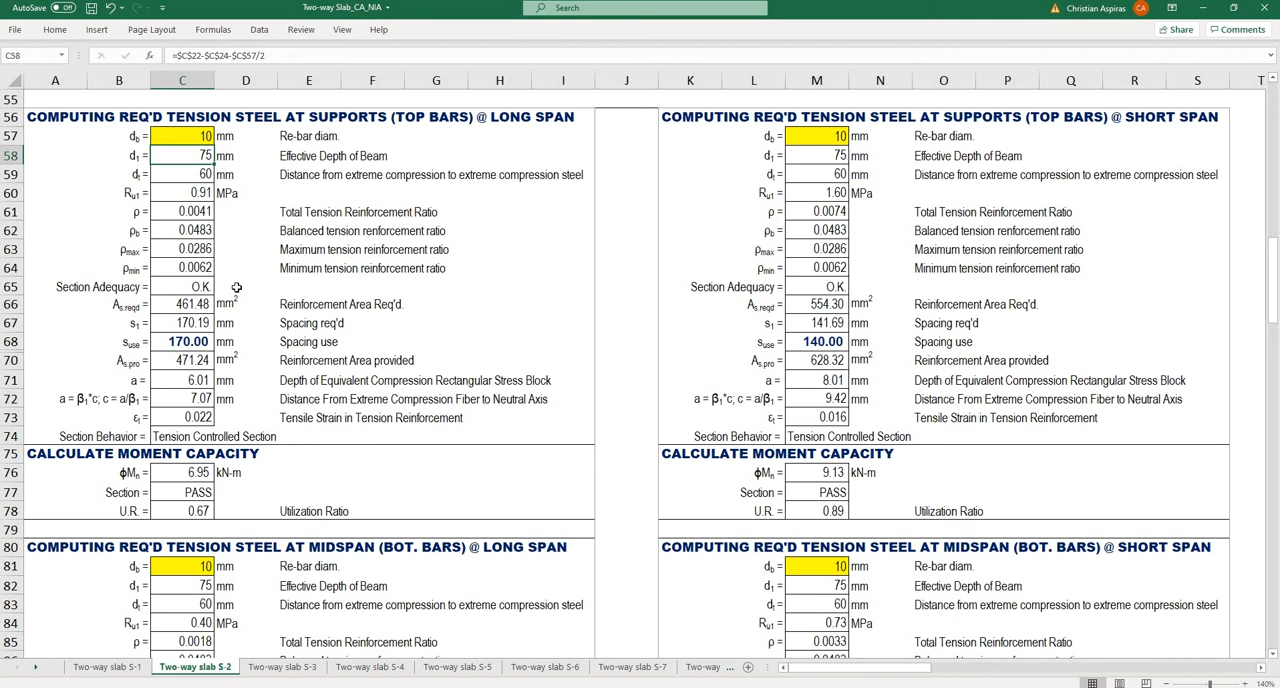 AutoSave Off Two-way Slab_CA_NIA Search Christian Aspiras CA
File Home Insert Page Layout Formulas Data Review View Help Share Comments
C58 fx =$C$22-$C$24-$C$57/2
A B C D E F G H I J K L M N O P Q R S T
55
56 COMPUTING REQ'D TENSION STEEL AT SUPPORTS (TOP BARS) @ LONG SPAN COMPUTING REQ'D TENSION STEEL AT SUPPORTS (TOP BARS) @ SHORT SPAN
57 db = 10 mm Re-bar diam. db = 10 mm Re-bar diam.
58 d1 = 75 mm Effective Depth of Beam d1 = 75 mm Effective Depth of Beam
59 dt = 60 mm Distance from extreme compression to extreme compression steel dt = 60 mm Distance from extreme compression to extreme compression steel
60 Ru1 = 0.91 MPa Ru1 = 1.60 MPa
61 ρ = 0.0041 Total Tension Reinforcement Ratio ρ = 0.0074 Total Tension Reinforcement Ratio
62 ρb = 0.0483 Balanced tension renforcement ratio ρb = 0.0483 Balanced tension renforcement ratio
63 ρmax = 0.0286 Maximum tension reinforcement ratio ρmax = 0.0286 Maximum tension reinforcement ratio
64 ρmin = 0.0062 Minimum tension reinforcement ratio ρmin = 0.0062 Minimum tension reinforcement ratio
65 Section Adequacy = O.K. Section Adequacy = O.K.
66 As.reqd = 461.48 mm2 Reinforcement Area Req'd. As.reqd = 554.30 mm2 Reinforcement Area Req'd.
67 s1 = 170.19 mm Spacing req'd s1 = 141.69 mm Spacing req'd
68 suse = 170.00 mm Spacing use suse = 140.00 mm Spacing use
70 As.pro = 471.24 mm2 Reinforcement Area provided As.pro = 628.32 mm2 Reinforcement Area provided
71 a = 6.01 mm Depth of Equivalent Compression Rectangular Stress Block a = 8.01 mm Depth of Equivalent Compression Rectangular Stress Block
72 a = β1*c; c = a/β1 = 7.07 mm Distance From Extreme Compression Fiber to Neutral Axis a = β1*c; c = a/β1 = 9.42 mm Distance From Extreme Compression Fiber to Neutral Axis
73 εt = 0.022 Tensile Strain in Tension Reinforcement εt = 0.016 Tensile Strain in Tension Reinforcement
74 Section Behavior = Tension Controlled Section Section Behavior = Tension Controlled Section
75 CALCULATE MOMENT CAPACITY CALCULATE MOMENT CAPACITY
76 ϕMn = 6.95 kN-m ϕMn = 9.13 kN-m
77 Section = PASS Section = PASS
78 U.R. = 0.67 Utilization Ratio U.R. = 0.89 Utilization Ratio
79
80 COMPUTING REQ'D TENSION STEEL AT MIDSPAN (BOT. BARS) @ LONG SPAN COMPUTING REQ'D TENSION STEEL AT MIDSPAN (BOT. BARS) @ SHORT SPAN
81 db = 10 mm Re-bar diam. db = 10 mm Re-bar diam.
82 d1 = 75 mm Effective Depth of Beam d1 = 75 mm Effective Depth of Beam
83 dt = 60 mm Distance from extreme compression to extreme compression steel dt = 60 mm Distance from extreme compression to extreme compression steel
84 Ru1 = 0.40 MPa Ru1 = 0.73 MPa
85 ρ = 0.0018 Total Tension Reinforcement Ratio ρ = 0.0033 Total Tension Reinforcement Ratio
Two-way slab S-1 Two-way slab S-2 Two-way slab S-3 Two-way slab S-4 Two-way slab S-5 Two-way slab S-6 Two-way slab S-7 Two-way ...
140%